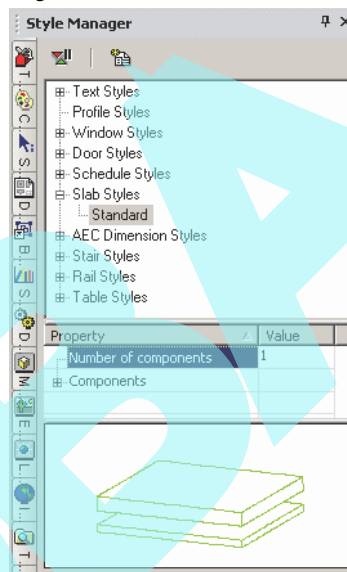 Style Manager
Text Styles
Profile Styles
Window Styles
Door Styles
Schedule Styles
Slab Styles
Standard
AEC Dimension Styles
Stair Styles
Rail Styles
Table Styles
Property Value
Number of components 1
Components
T...
C...
S...
D...
B...
S...
P...
M...
E...
L...
I...
T...